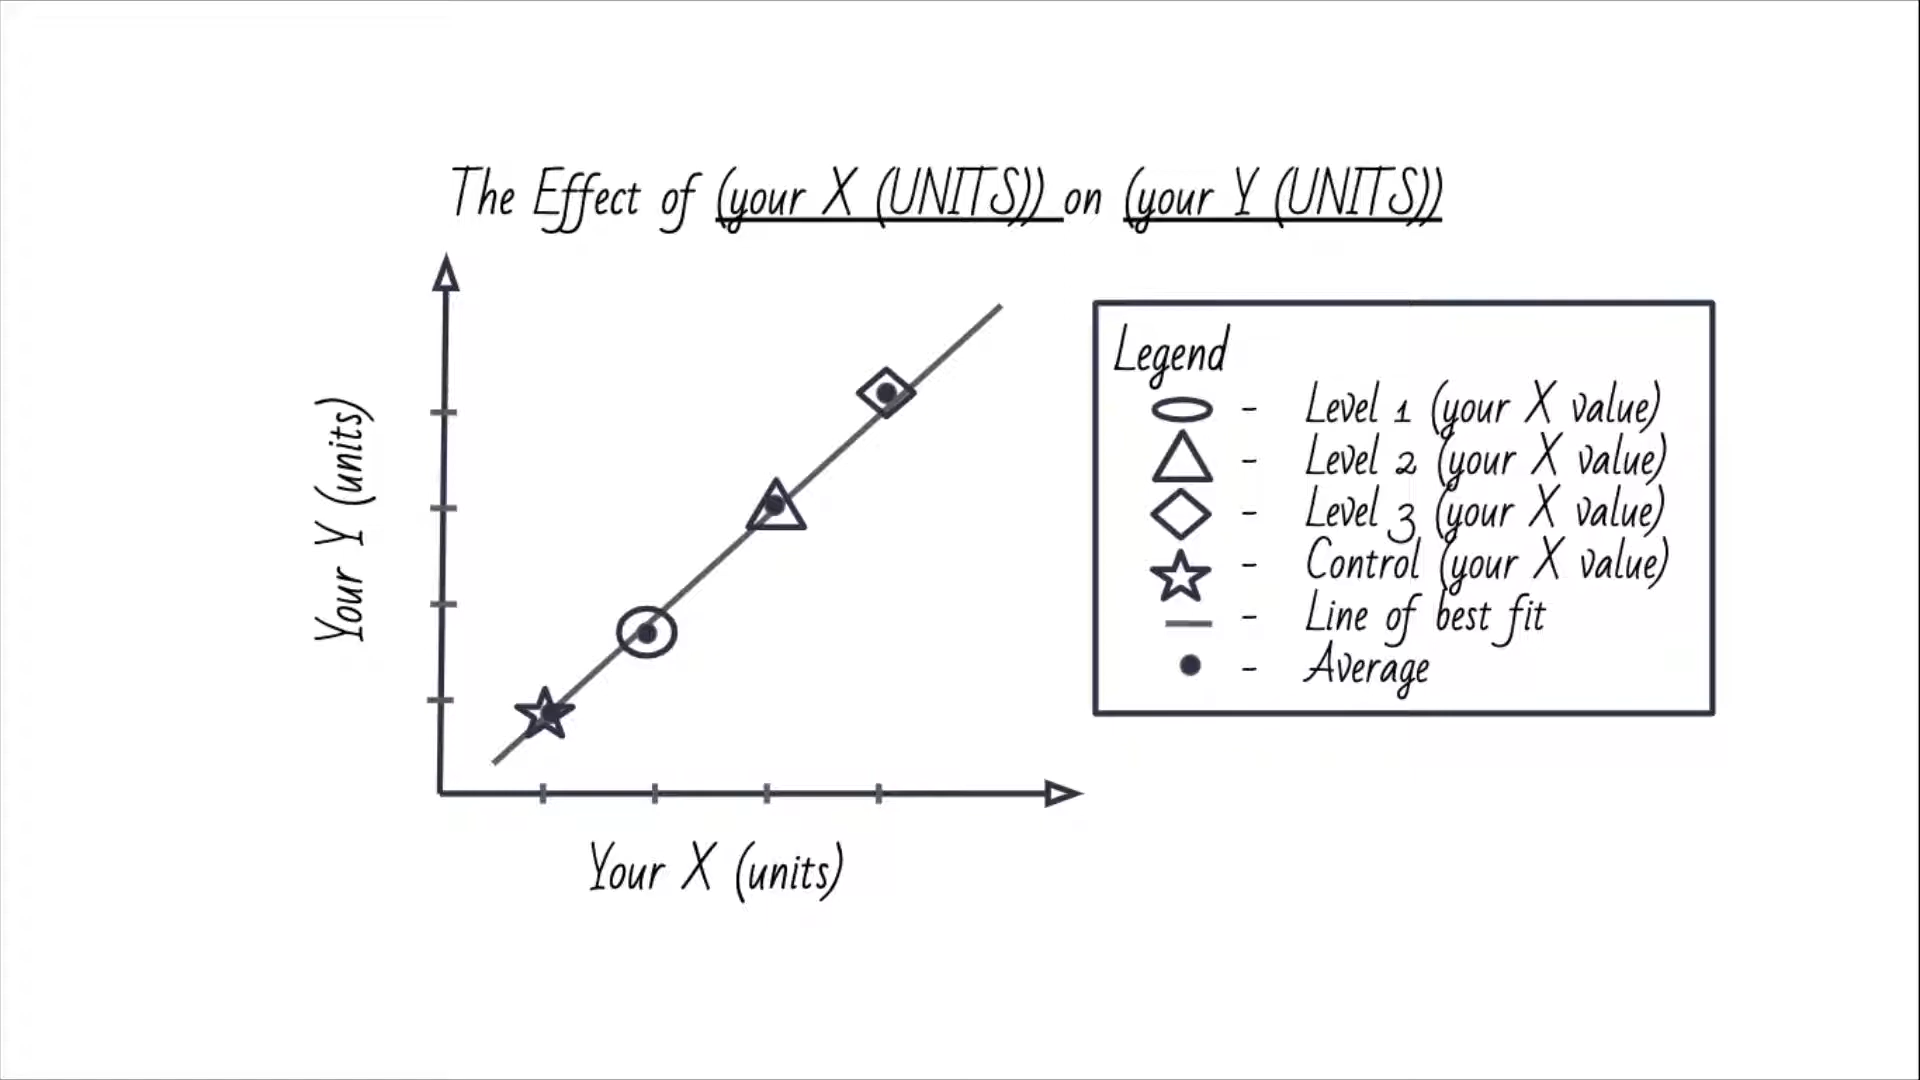 The Effect of (your X (UNITS)) on (your Y (UNITS))
Your Y (units)
Your X (units)
Legend
- Level 1 (your X value)
- Level 2 (your X value)
- Level 3 (your X value)
- Control (your X value)
- Line of best fit
- Average